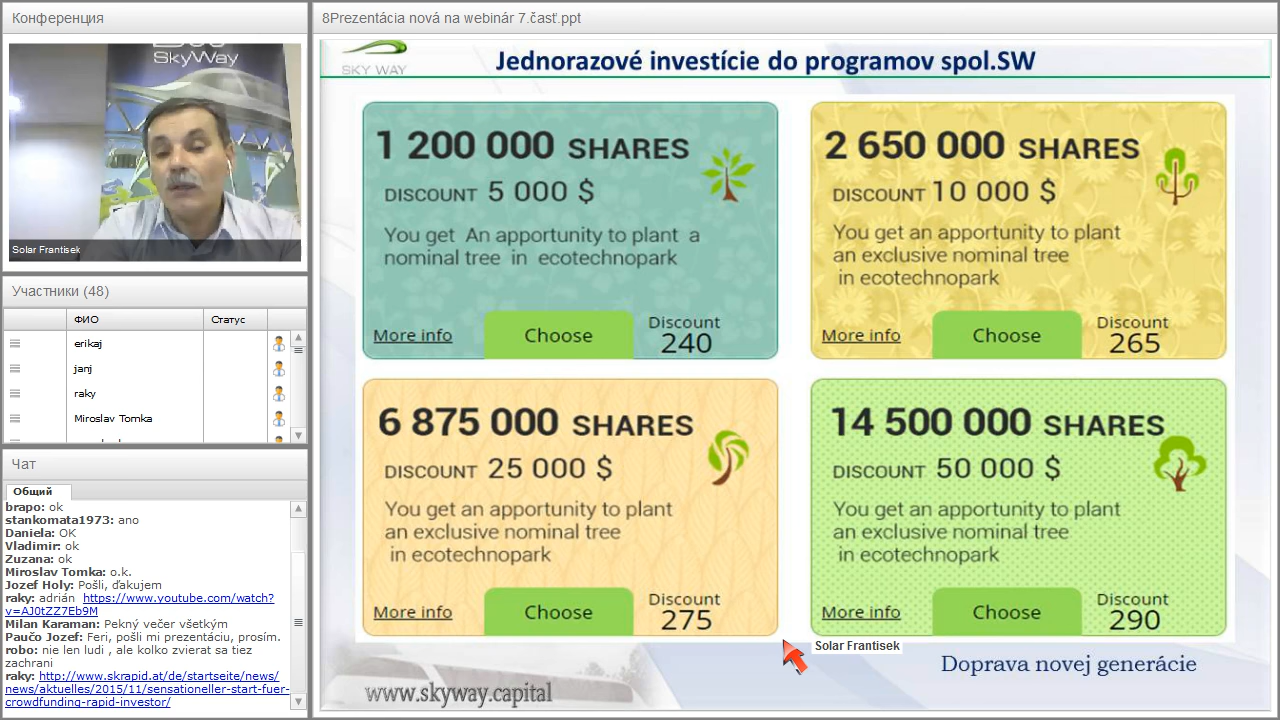 Конференция
SkyWay
Solar Frantisek
Участники (48)
ФИО
Статус
erikaj
janj
raky
Miroslav Tomka
Чат
Общий
brapo: ok
stankomata1973: ano
Daniela: OK
Vladimir: ok
Zuzana: ok
Miroslav Tomka: o.k.
Jozef Holy: Pošli, ďakujem
raky: adrián https://www.youtube.com/watch?
v=AJ0tZZ7Eb9M
Milan Karaman: Pekný večer všetkým
Paučo Jozef: Feri, pošli mi prezentáciu, prosím.
robo: nie len ludi , ale kolko zvierat sa tiez
zachrani
raky: http://www.skrapid.at/de/startseite/news/
news/aktuelles/2015/11/sensationeller-start-fuer-
crowdfunding-rapid-investor/
8Prezentácia nová na webinár 7.časť.ppt
SKY WAY
Jednorazové investície do programov spol.SW
1 200 000 SHARES
DISCOUNT 5 000 $
You get An apportunity to plant a
nominal tree in ecotechnopark
More info
Choose
Discount
240
2 650 000 SHARES
DISCOUNT 10 000 $
You get an apportunity to plant
an exclusive nominal tree
in ecotechnopark
More info
Choose
Discount
265
6 875 000 SHARES
DISCOUNT 25 000 $
You get an apportunity to plant
an exclusive nominal tree
in ecotechnopark
More info
Choose
Discount
275
14 500 000 SHARES
DISCOUNT 50 000 $
You get an apportunity to plant
an exclusive nominal tree
in ecotechnopark
More info
Choose
Discount
290
Solar Frantisek
Doprava novej generácie
www.skyway.capital